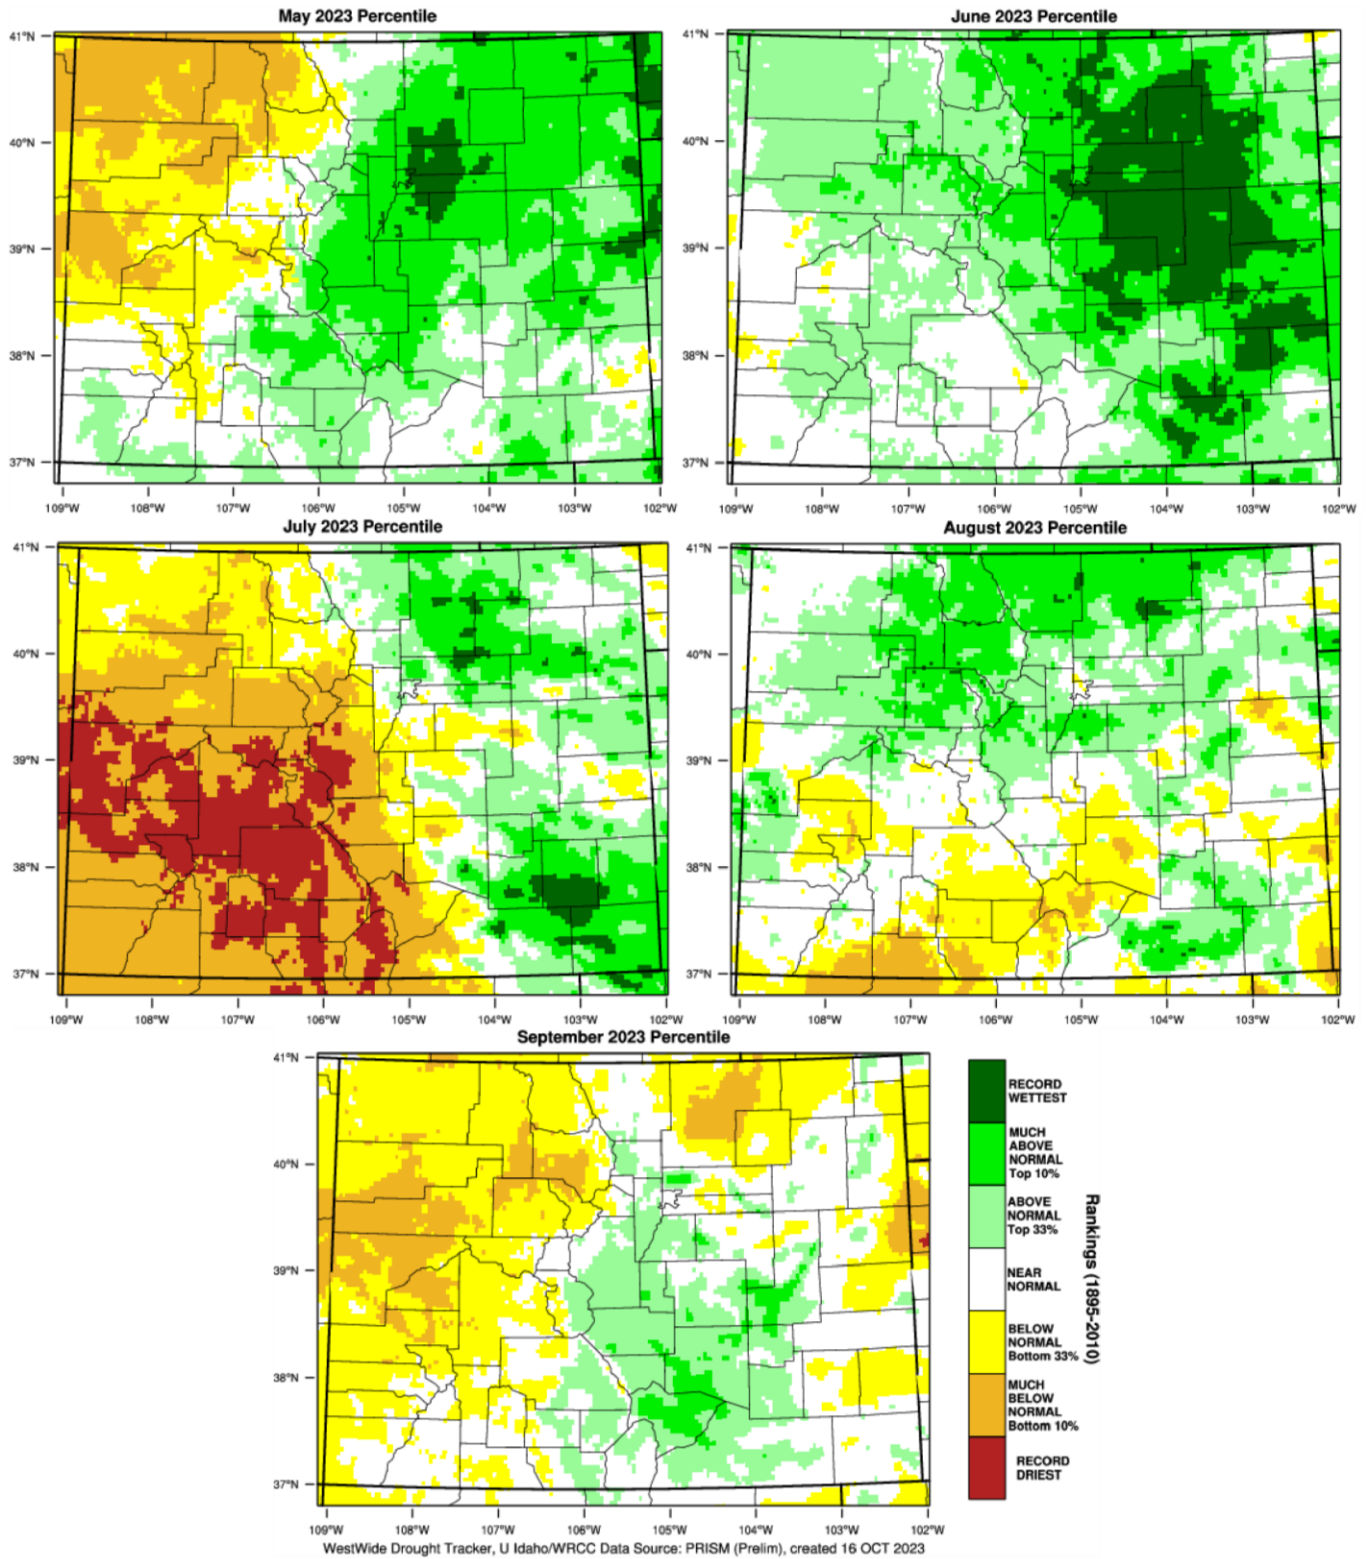 May 2023 Percentile
June 2023 Percentile
41°N
40°N
39°N
38°N
37°N
109°W 108°W 107°W 106°W 105°W 104°W 103°W 102°W
41°N
40°N
39°N
38°N
37°N
109°W 108°W 107°W 106°W 105°W 104°W 103°W 102°W
July 2023 Percentile
August 2023 Percentile
41°N
40°N
39°N
38°N
37°N
109°W 108°W 107°W 106°W 105°W 104°W 103°W 102°W
41°N
40°N
39°N
38°N
37°N
109°W 108°W 107°W 106°W 105°W 104°W 103°W 102°W
September 2023 Percentile
41°N
40°N
39°N
38°N
37°N
109°W 108°W 107°W 106°W 105°W 104°W 103°W 102°W
RECORD
WETTEST
MUCH
ABOVE
NORMAL
Top 10%
ABOVE
NORMAL
Top 33%
NEAR
NORMAL
BELOW
NORMAL
Bottom 33%
MUCH
BELOW
NORMAL
Bottom 10%
RECORD
DRIEST
Rankings (1895-2010)
WestWide Drought Tracker, U Idaho/WRCC Data Source: PRISM (Prelim), created 16 OCT 2023